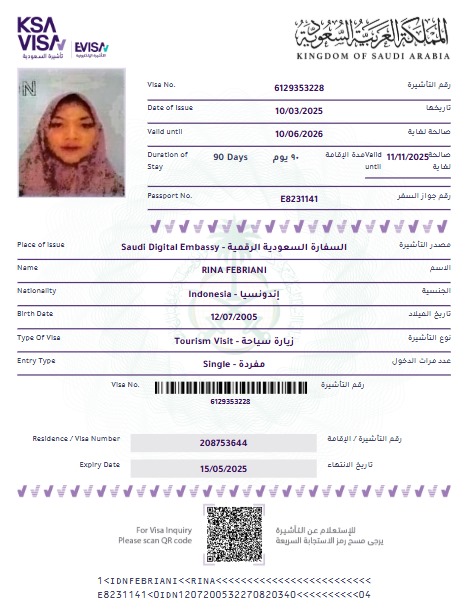 KSA
VISA
تأشيرة السعودية
EVISA
التأشيرة الإلكترونية
المملكة العربية السعودية
KINGDOM OF SAUDI ARABIA
N
Visa No. 6129353228 رقم التأشيرة
Date of Issue 10/03/2025 تاريخها
Valid until 10/06/2026 صالحة لغاية
Duration of Stay 90 Days ٩٠ يوم مدة الإقامة Valid until 11/11/2025 صالحة لغاية
Passport No. E8231141 رقم جواز السفر
Place of Issue Saudi Digital Embassy - السفارة السعودية الرقمية مصدر التأشيرة
Name RINA FEBRIANI الاسم
Nationality Indonesia - إندونسيا الجنسية
Birth Date 12/07/2005 تاريخ الميلاد
Type Of Visa Tourism Visit - زيارة سياحة نوع التأشيرة
Entry Type Single - مفردة عدد مرات الدخول
Visa No. رقم التأشيرة
6129353228
Residence / Visa Number 208753644 رقم التأشيرة / الإقامة
Expiry Date 15/05/2025 تاريخ الانتهاء
For Visa Inquiry للإستعلام عن التأشيرة
Please scan QR code يرجى مسح رمز الاستجابة السريعة
1<IDNFEBRIANI<<RINA<<<<<<<<<<<<<<<<<<<<<<<<<
E8231141<0IDN1207200532270820340<<<<<<<<<<04